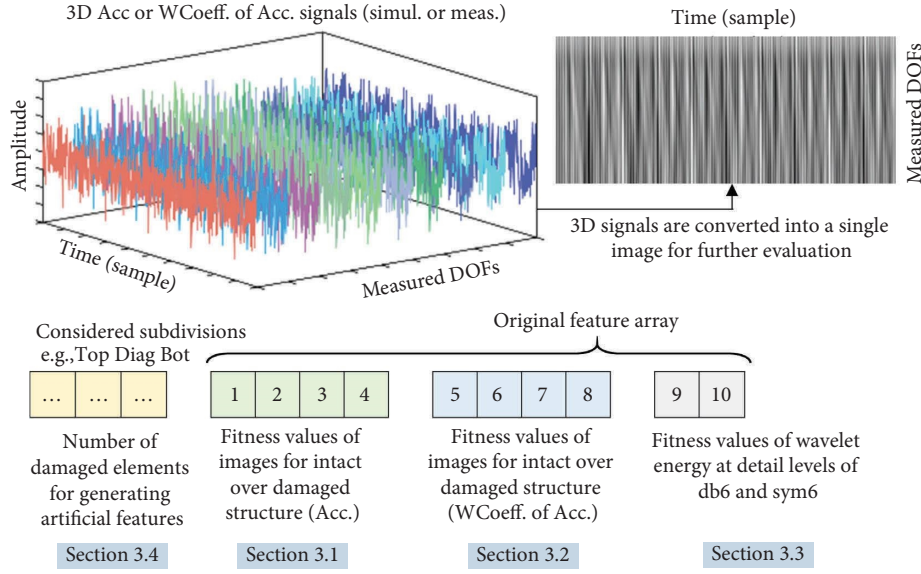 3D Acc or WCoeff. of Acc. signals (simul. or meas.)
Amplitude
Time (sample)
Measured DOFs
Time (sample)
Measured DOFs
3D signals are converted into a single
image for further evaluation
Considered subdivisions
e.g.,Top Diag Bot
Original feature array
... ... ...
1 2 3 4
5 6 7 8
9 10
Number of
damaged elements
for generating
artificial features
Fitness values of
images for intact
over damaged
structure (Acc.)
Fitness values of
images for intact over
damaged structure
(WCoeff. of Acc.)
Fitness values of wavelet
energy at detail levels of
db6 and sym6
Section 3.4
Section 3.1
Section 3.2
Section 3.3